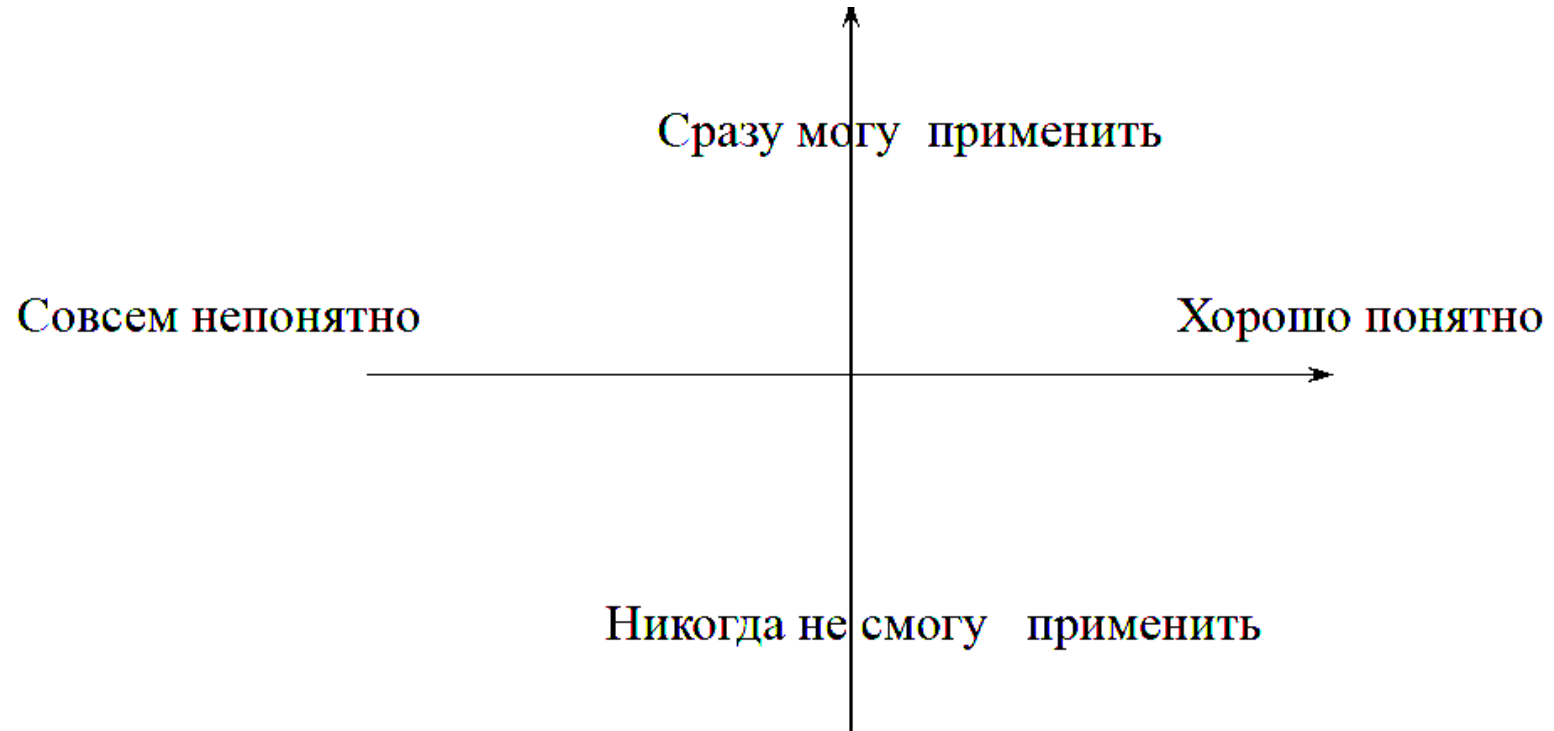 Сразу могу применить
Совсем непонятно
Хорошо понятно
Никогда не смогу применить